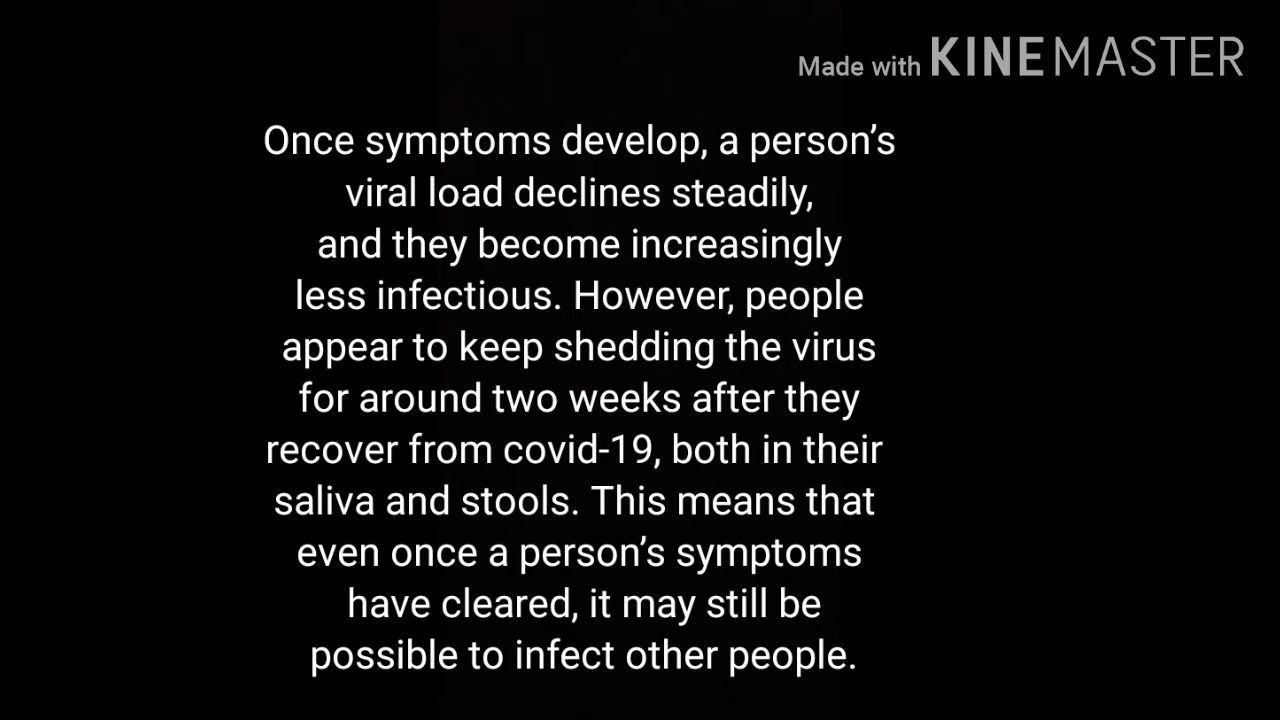 Made with KINEMASTER
Once symptoms develop, a person’s
viral load declines steadily,
and they become increasingly
less infectious. However, people
appear to keep shedding the virus
for around two weeks after they
recover from covid-19, both in their
saliva and stools. This means that
even once a person’s symptoms
have cleared, it may still be
possible to infect other people.